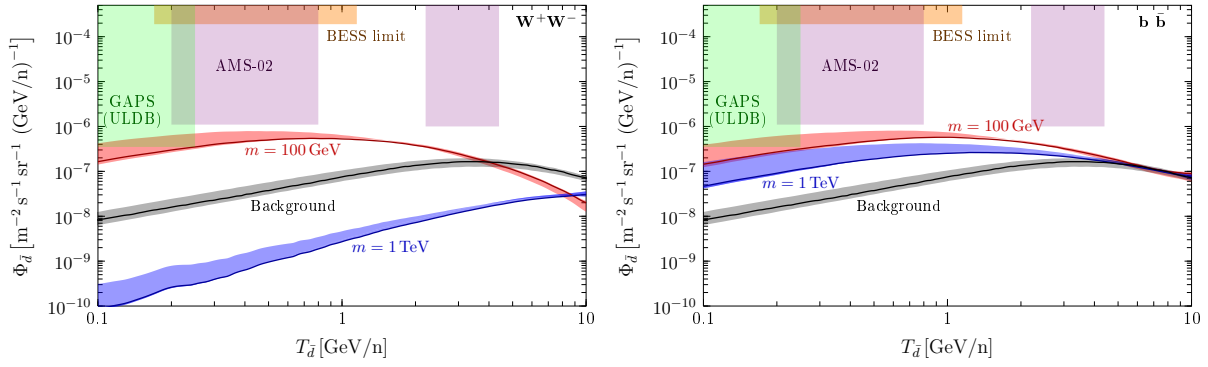 W⁺W⁻
BESS limit
AMS-02
GAPS
(ULDB)
m = 100 GeV
Background
m = 1 TeV
10⁻⁴
10⁻⁵
10⁻⁶
10⁻⁷
10⁻⁸
10⁻⁹
10⁻¹⁰
0.1
1
10
Φ_d̄ [m⁻² s⁻¹ sr⁻¹ (GeV/n)⁻¹]
T_d̄ [GeV/n]
b b̄
BESS limit
AMS-02
GAPS
(ULDB)
m = 100 GeV
m = 1 TeV
Background
10⁻⁴
10⁻⁵
10⁻⁶
10⁻⁷
10⁻⁸
10⁻⁹
10⁻¹⁰
0.1
1
10
Φ_d̄ [m⁻² s⁻¹ sr⁻¹ (GeV/n)⁻¹]
T_d̄ [GeV/n]